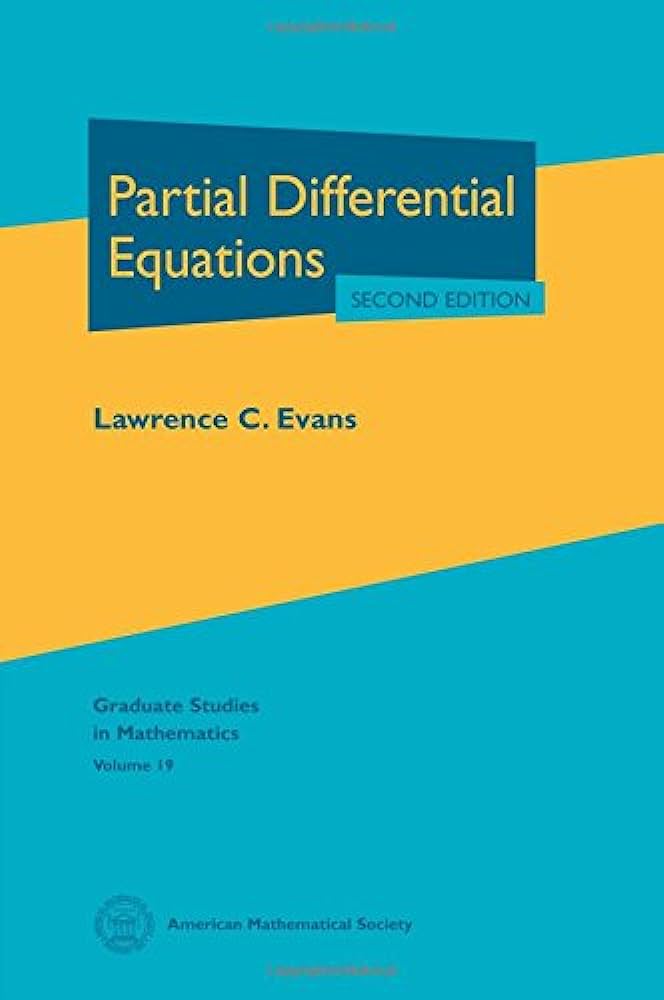 Partial Differential
Equations
SECOND EDITION
Lawrence C. Evans
Graduate Studies
in Mathematics
Volume 19
American Mathematical Society